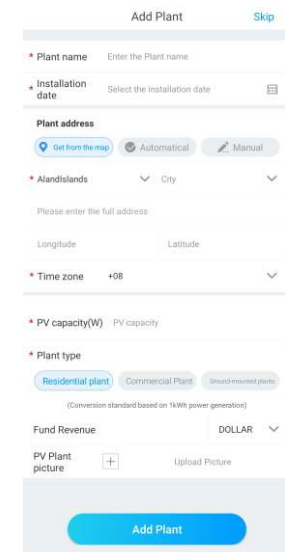 Add Plant Skip
* Plant name Enter the Plant name
* Installation date Select the installation date
Plant address
Get from the map Automatical Manual
* AlandIslands City
Please enter the full address
Longitude Latitude
* Time zone +08
* PV capacity(W) PV capacity
* Plant type
Residential plant Commercial Plant Ground-mounted plants
(Conversion standard based on 1kWh power generation)
Fund Revenue DOLLAR
PV Plant picture + Upload Picture
Add Plant